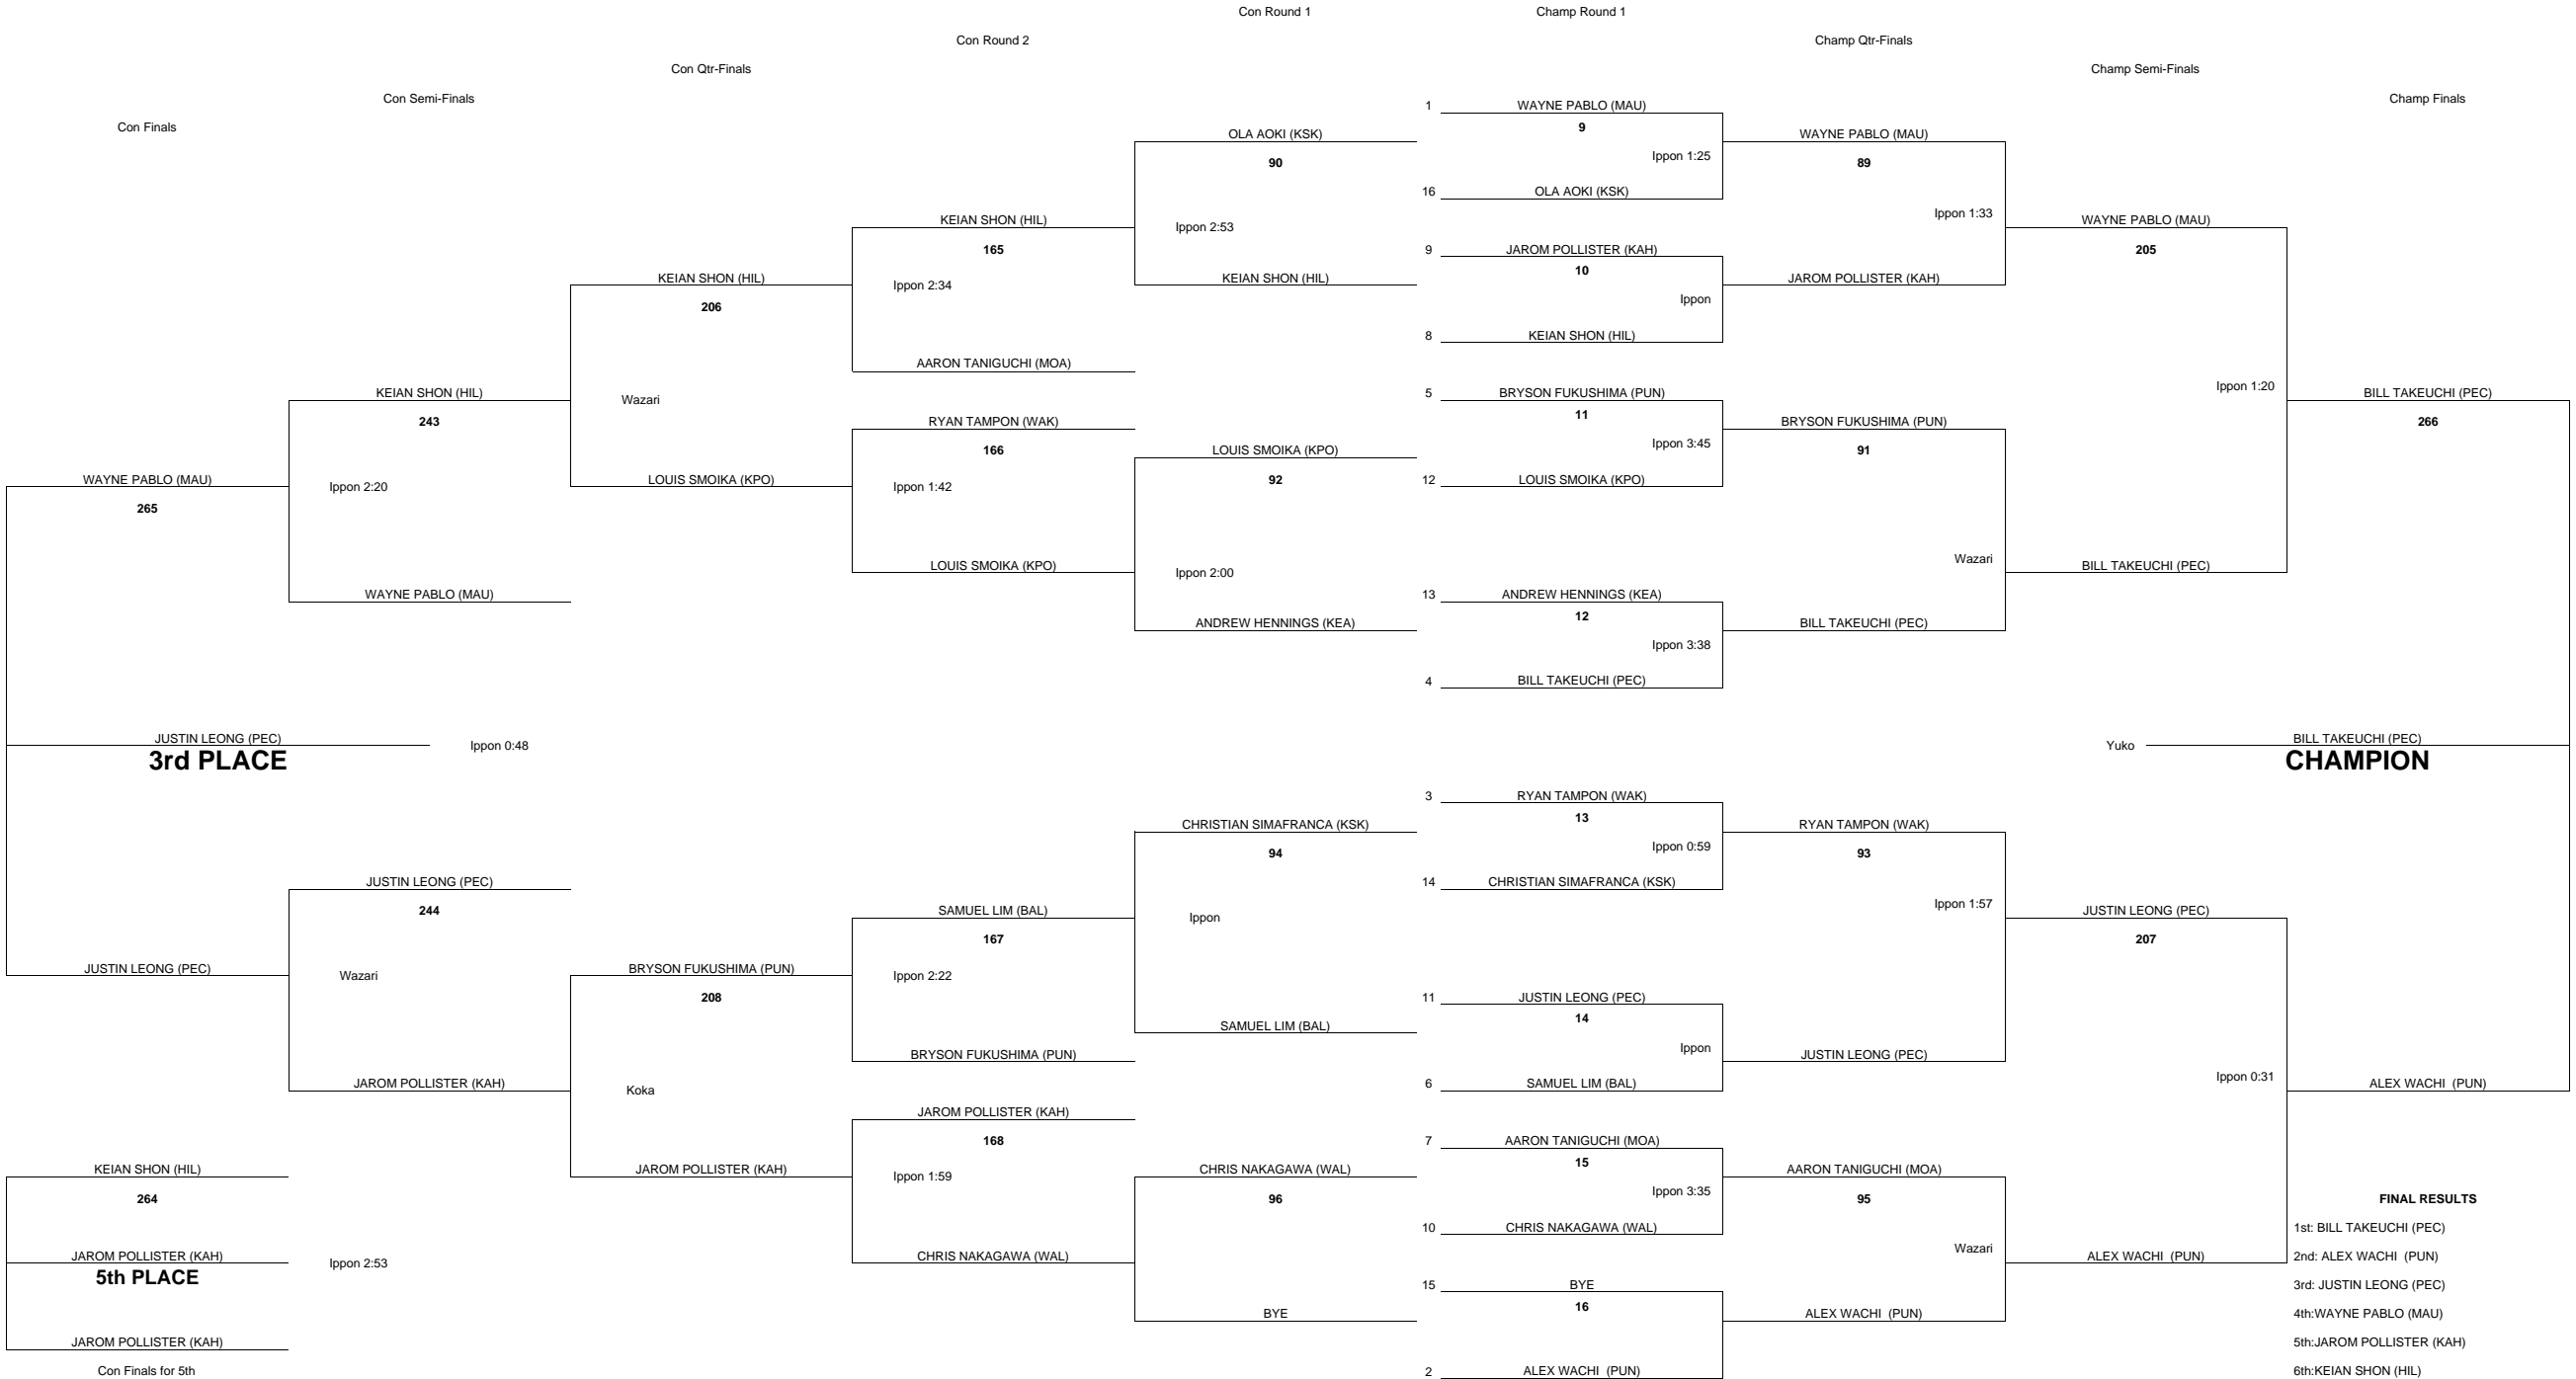 Con Round 1
Champ Round 1
Con Round 2
Champ Qtr-Finals
Con Qtr-Finals
Champ Semi-Finals
Con Semi-Finals
Champ Finals
Con Finals
1 WAYNE PABLO (MAU)
9
Ippon 1:25
16 OLA AOKI (KSK)
9 JAROM POLLISTER (KAH)
10
Ippon
8 KEIAN SHON (HIL)
5 BRYSON FUKUSHIMA (PUN)
11
Ippon 3:45
12 LOUIS SMOIKA (KPO)
13 ANDREW HENNINGS (KEA)
12
Ippon 3:38
4 BILL TAKEUCHI (PEC)
3 RYAN TAMPON (WAK)
13
Ippon 0:59
14 CHRISTIAN SIMAFRANCA (KSK)
11 JUSTIN LEONG (PEC)
14
Ippon
6 SAMUEL LIM (BAL)
7 AARON TANIGUCHI (MOA)
15
Ippon 3:35
10 CHRIS NAKAGAWA (WAL)
15 BYE
16
2 ALEX WACHI (PUN)
WAYNE PABLO (MAU)
89
Ippon 1:33
JAROM POLLISTER (KAH)
BRYSON FUKUSHIMA (PUN)
91
Wazari
BILL TAKEUCHI (PEC)
RYAN TAMPON (WAK)
93
Ippon 1:57
JUSTIN LEONG (PEC)
AARON TANIGUCHI (MOA)
95
Wazari
ALEX WACHI (PUN)
WAYNE PABLO (MAU)
205
Ippon 1:20
BILL TAKEUCHI (PEC)
JUSTIN LEONG (PEC)
207
Ippon 0:31
ALEX WACHI (PUN)
BILL TAKEUCHI (PEC)
266
Yuko
BILL TAKEUCHI (PEC)
CHAMPION
ALEX WACHI (PUN)
OLA AOKI (KSK)
90
Ippon 2:53
KEIAN SHON (HIL)
LOUIS SMOIKA (KPO)
92
Ippon 2:00
ANDREW HENNINGS (KEA)
CHRISTIAN SIMAFRANCA (KSK)
94
Ippon
SAMUEL LIM (BAL)
CHRIS NAKAGAWA (WAL)
96
BYE
KEIAN SHON (HIL)
165
Ippon 2:34
AARON TANIGUCHI (MOA)
RYAN TAMPON (WAK)
166
Ippon 1:42
LOUIS SMOIKA (KPO)
SAMUEL LIM (BAL)
167
Ippon 2:22
BRYSON FUKUSHIMA (PUN)
JAROM POLLISTER (KAH)
168
Ippon 1:59
CHRIS NAKAGAWA (WAL)
KEIAN SHON (HIL)
206
Wazari
LOUIS SMOIKA (KPO)
BRYSON FUKUSHIMA (PUN)
208
Koka
JAROM POLLISTER (KAH)
KEIAN SHON (HIL)
243
Ippon 2:20
WAYNE PABLO (MAU)
JUSTIN LEONG (PEC)
244
Wazari
JAROM POLLISTER (KAH)
WAYNE PABLO (MAU)
265
JUSTIN LEONG (PEC)
Ippon 0:48
3rd PLACE
JUSTIN LEONG (PEC)
KEIAN SHON (HIL)
264
JAROM POLLISTER (KAH)
Ippon 2:53
5th PLACE
JAROM POLLISTER (KAH)
Con Finals for 5th
FINAL RESULTS
1st: BILL TAKEUCHI (PEC)
2nd: ALEX WACHI (PUN)
3rd: JUSTIN LEONG (PEC)
4th:WAYNE PABLO (MAU)
5th:JAROM POLLISTER (KAH)
6th:KEIAN SHON (HIL)